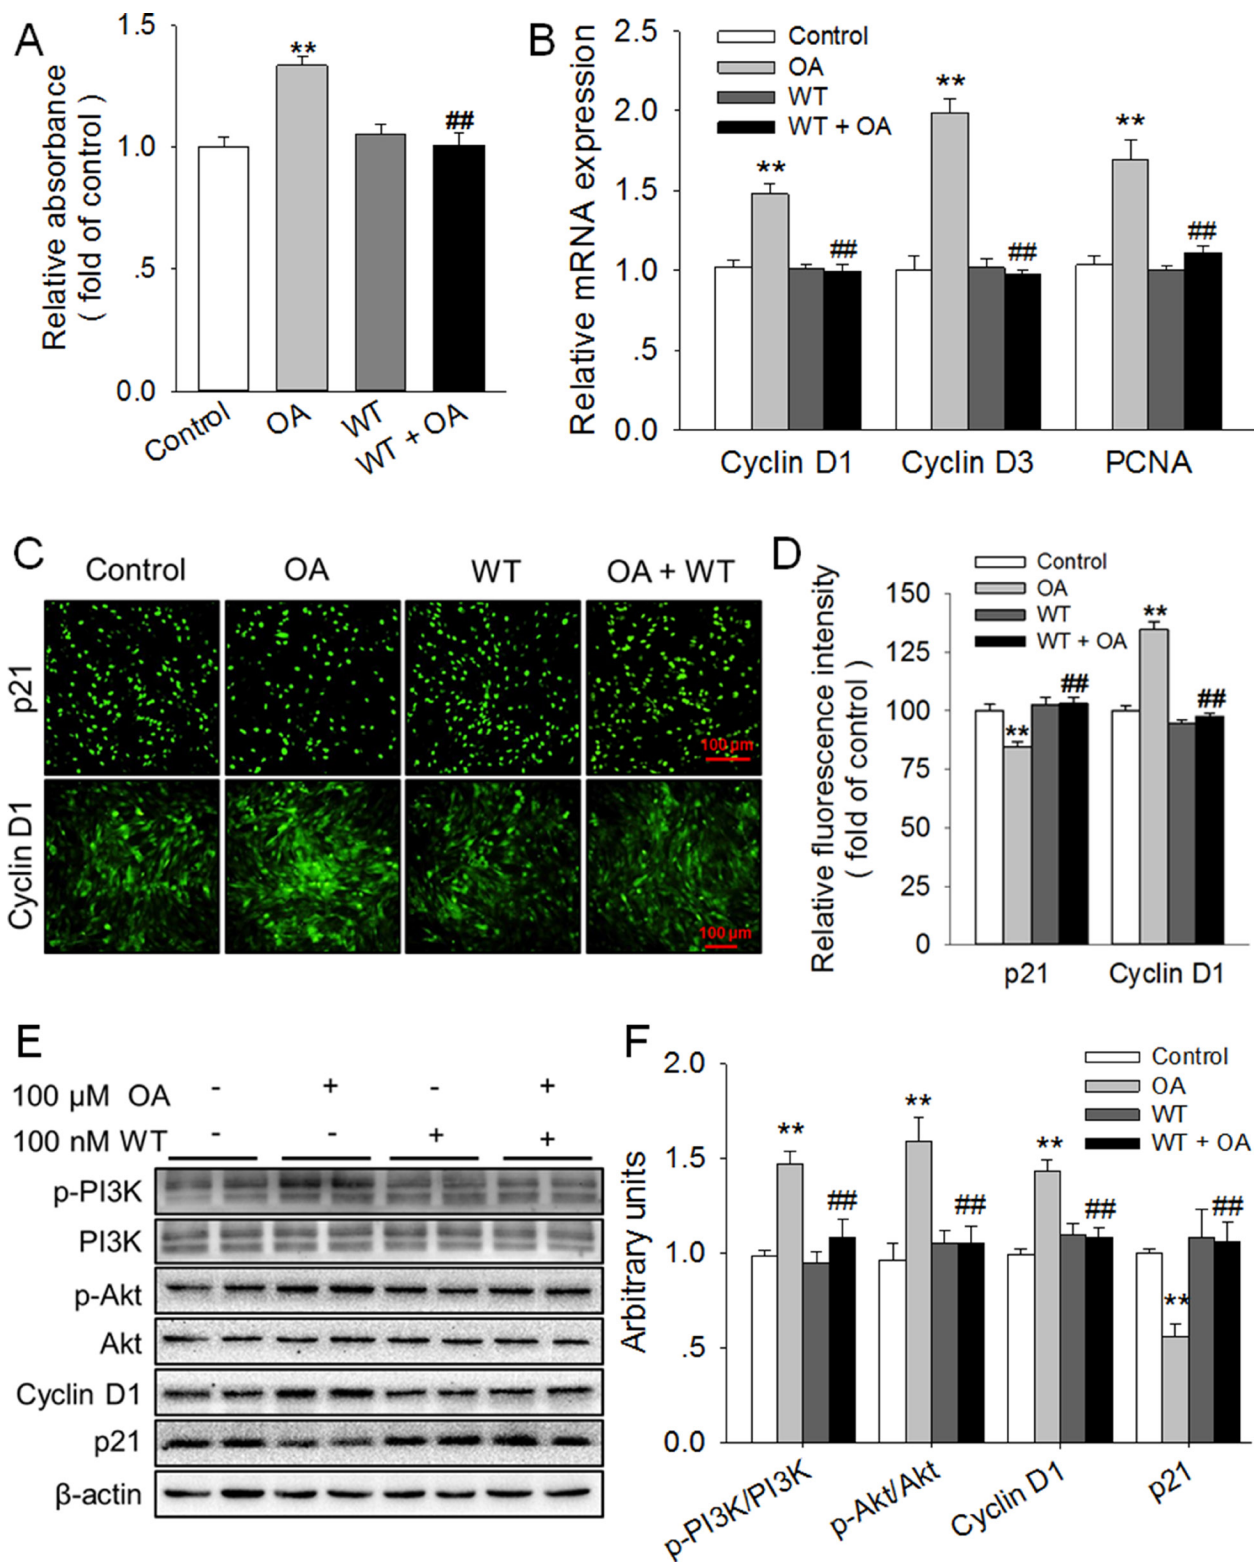 A
Relative absorbance
( fold of control )
1.5
1.0
.5
0.0
**
##
Control
OA
WT
WT + OA
B
Relative mRNA expression
2.5
2.0
1.5
1.0
.5
0.0
Control
OA
WT
WT + OA
**
##
**
##
**
##
Cyclin D1
Cyclin D3
PCNA
C
Control
OA
WT
OA + WT
p21
100 µm
Cyclin D1
100 µm
D
Relative fluorescence intensity
( fold of control )
150
125
100
75
50
25
0
Control
OA
WT
WT + OA
**
##
**
##
p21
Cyclin D1
E
100 µM OA - + - +
100 nM WT - - + +
p-PI3K
PI3K
p-Akt
Akt
Cyclin D1
p21
β-actin
F
Arbitrary units
2.0
1.5
1.0
.5
0.0
Control
OA
WT
WT + OA
**
##
**
##
**
##
**
##
p-PI3K/PI3K
p-Akt/Akt
Cyclin D1
p21